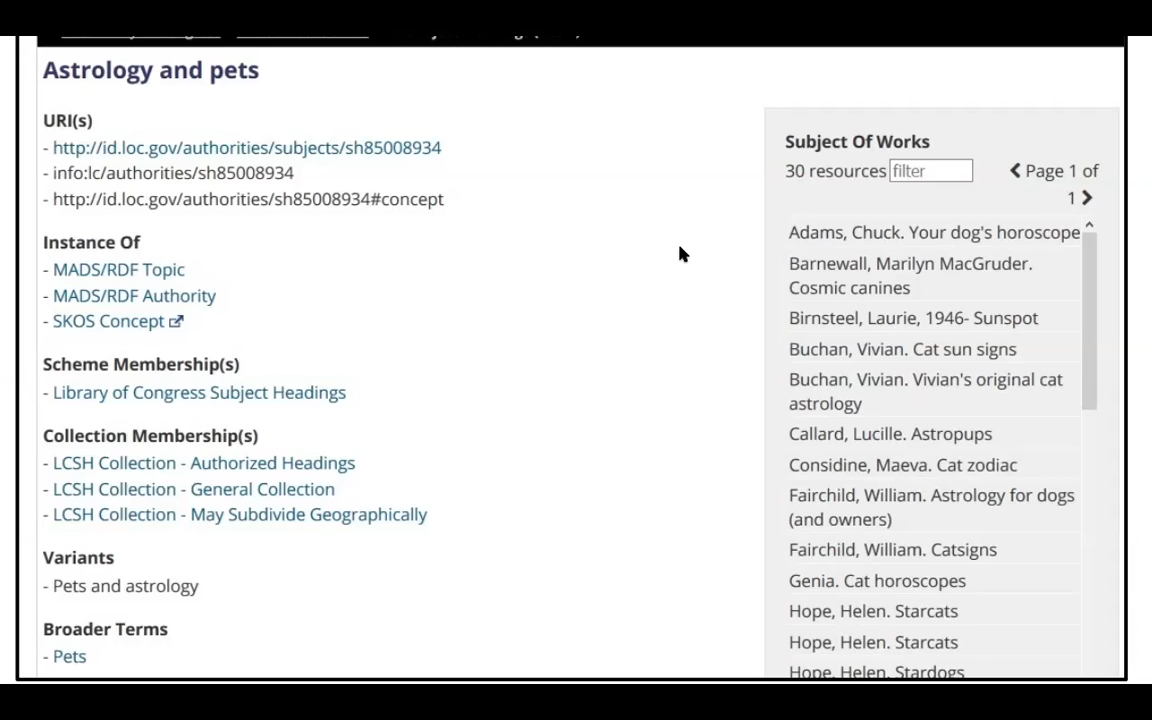 Astrology and pets
URI(s)
- http://id.loc.gov/authorities/subjects/sh85008934
- info:lc/authorities/sh85008934
- http://id.loc.gov/authorities/sh85008934#concept
Instance Of
- MADS/RDF Topic
- MADS/RDF Authority
- SKOS Concept
Scheme Membership(s)
- Library of Congress Subject Headings
Collection Membership(s)
- LCSH Collection - Authorized Headings
- LCSH Collection - General Collection
- LCSH Collection - May Subdivide Geographically
Variants
- Pets and astrology
Broader Terms
- Pets
Subject Of Works
30 resources filter Page 1 of
1
Adams, Chuck. Your dog's horoscope
Barnewall, Marilyn MacGruder.
Cosmic canines
Birnsteel, Laurie, 1946- Sunspot
Buchan, Vivian. Cat sun signs
Buchan, Vivian. Vivian's original cat
astrology
Callard, Lucille. Astropups
Considine, Maeva. Cat zodiac
Fairchild, William. Astrology for dogs
(and owners)
Fairchild, William. Catsigns
Genia. Cat horoscopes
Hope, Helen. Starcats
Hope, Helen. Starcats
Hope, Helen. Stardogs